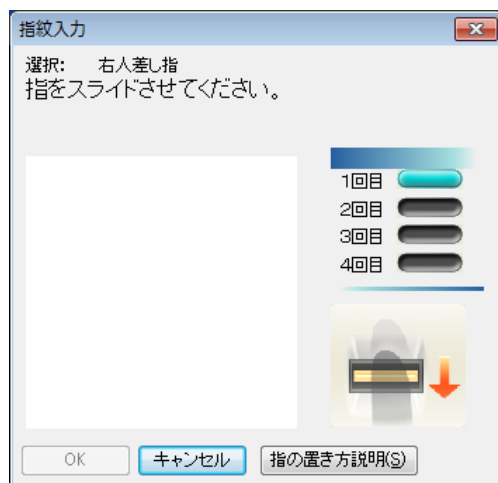 指紋入力
選択: 右人差し指
指をスライドさせてください。
1回目
2回目
3回目
4回目
OK キャンセル 指の置き方説明(S)